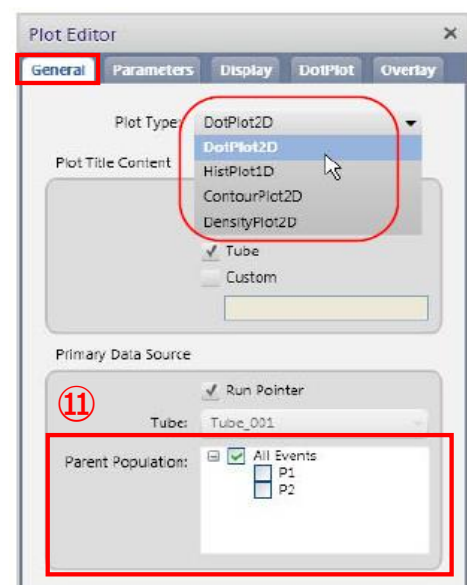 Plot Editor
General Parameters Display DotPlot Overlay
Plot Type: DotPlot2D
DotPlot2D
Plot Title Content
HistPlot1D
ContourPlot2D
DensityPlot2D
Tube
Custom
Primary Data Source
⑪
Run Pointer
Tube: Tube_001
Parent Population: All Events
P1
P2